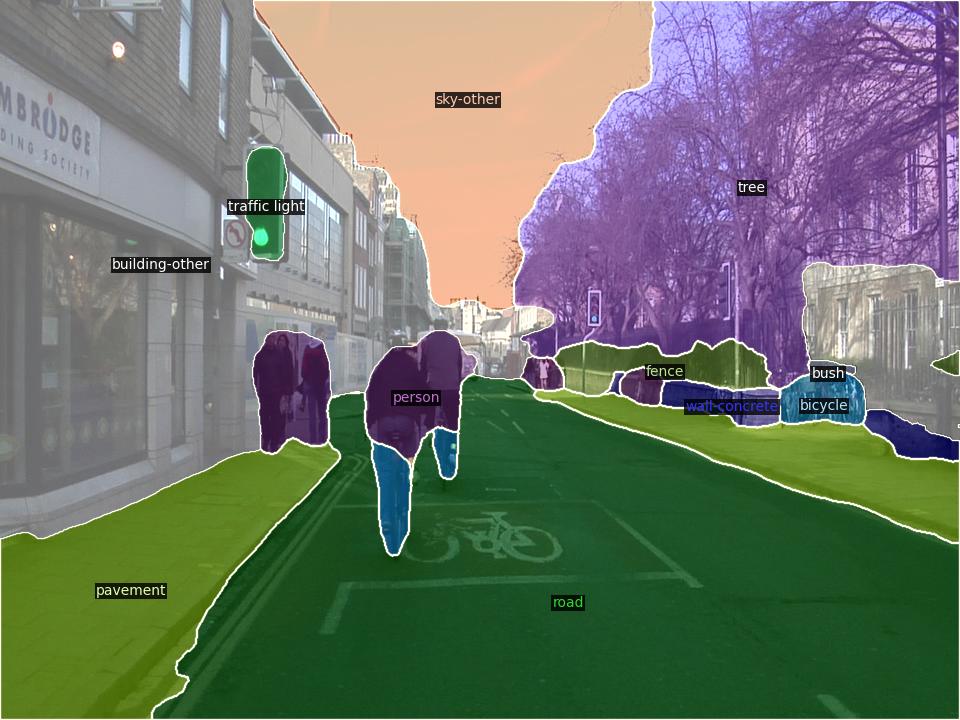 sky-other
MBRIDGE
DING SOCIETY
tree
traffic light
building-other
fence
bush
person
wall-concrete
bicycle
pavement
road